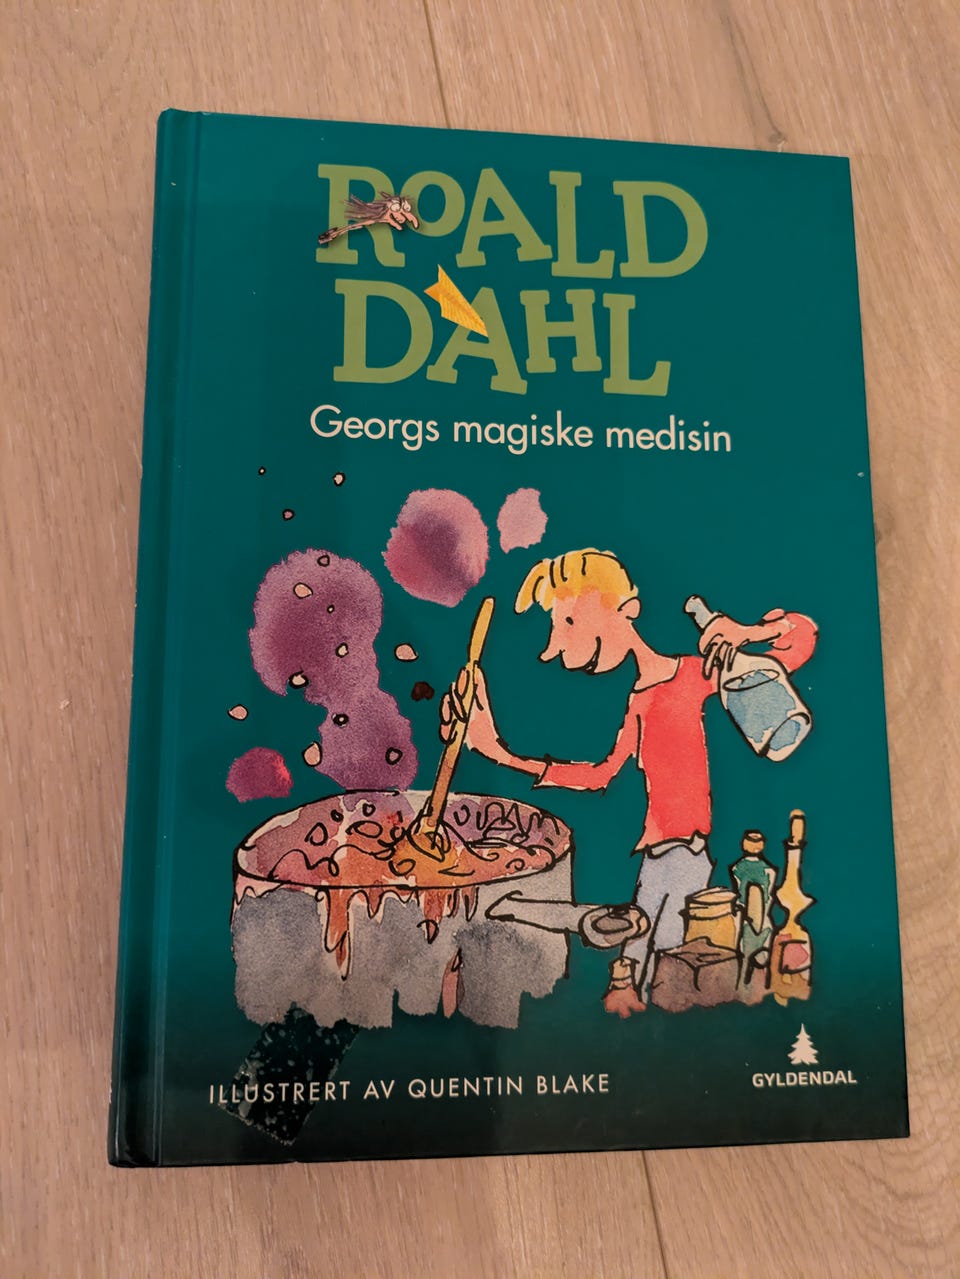 ROALD
DAHL
Georgs magiske medisin
ILLUSTRERT AV QUENTIN BLAKE
GYLDENDAL